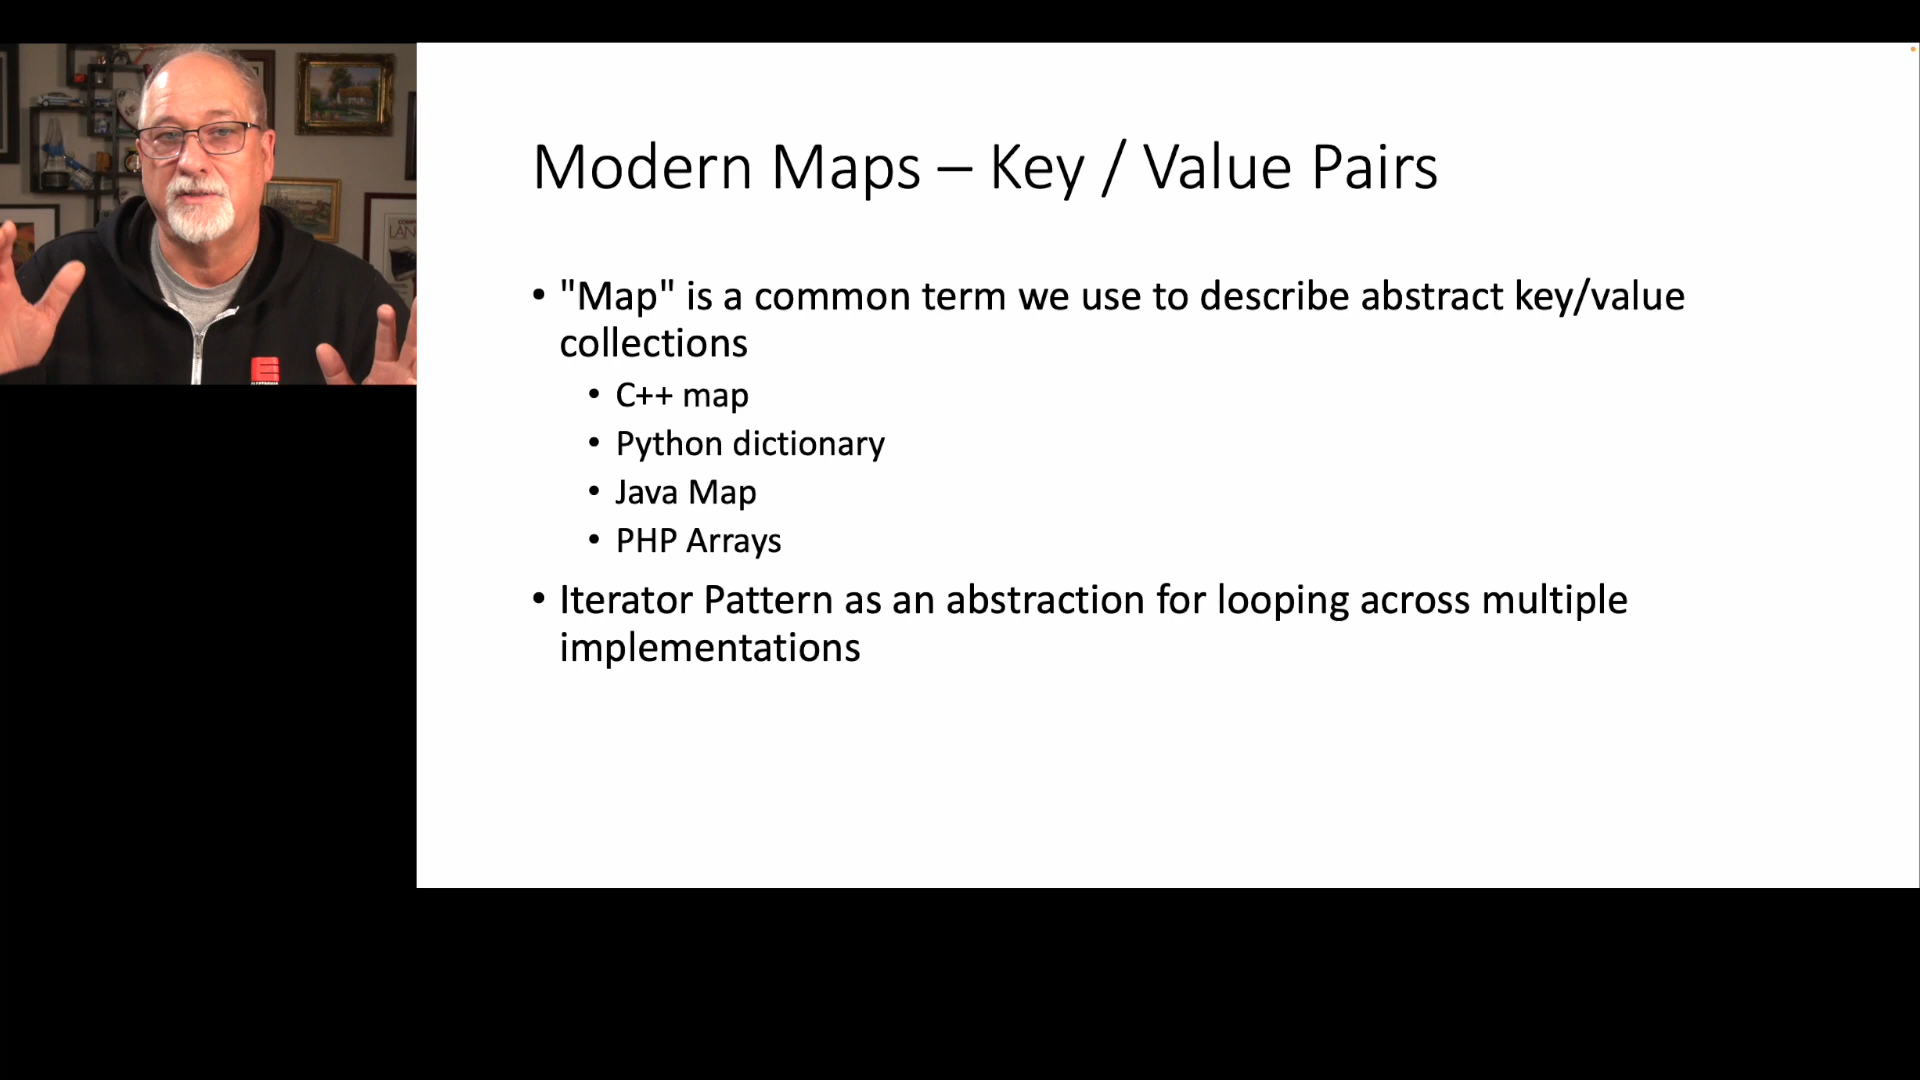 Modern Maps – Key / Value Pairs
• "Map" is a common term we use to describe abstract key/value
collections
• C++ map
• Python dictionary
• Java Map
• PHP Arrays
• Iterator Pattern as an abstraction for looping across multiple
implementations